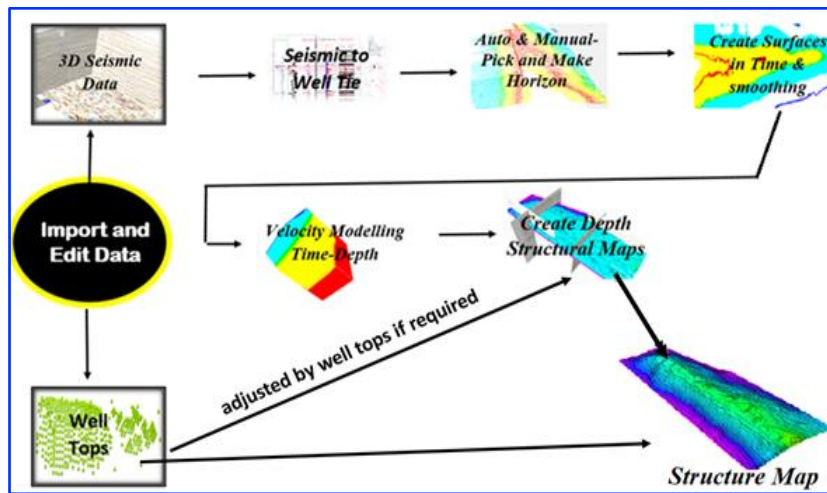 3D Seismic
Data
Seismic to
Well Tie
Auto & Manual-
Pick and Make
Horizon
Create Surfaces
in Time &
smoothing
Import and
Edit Data
Velocity Modelling
Time-Depth
Create Depth
Structural Maps
adjusted by well tops if required
Well
Tops
Structure Map